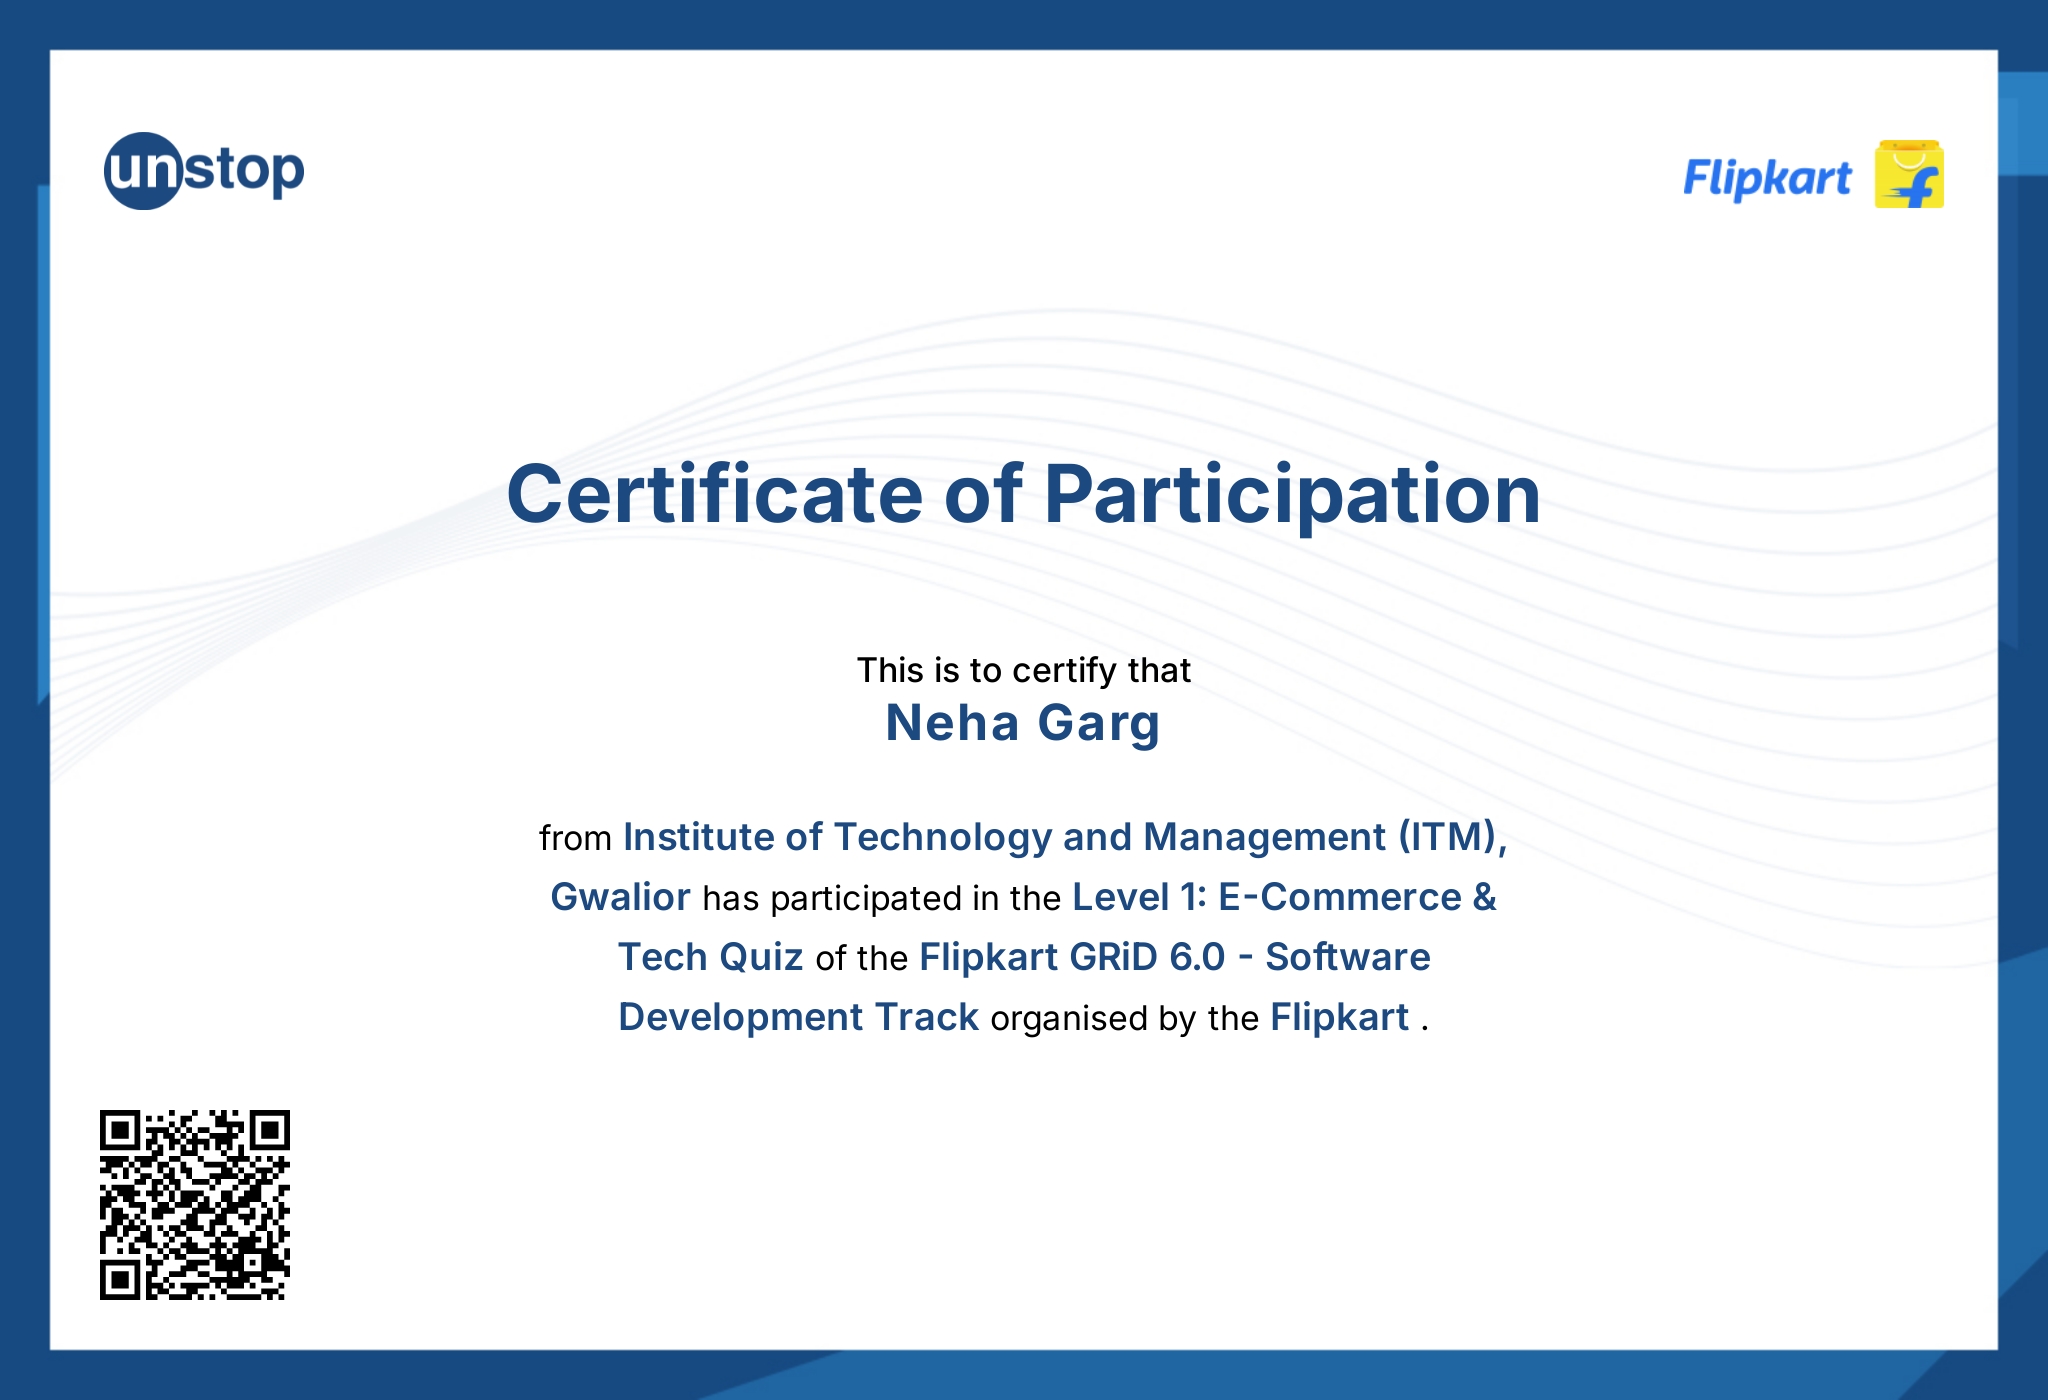 unstop
Flipkart
Certificate of Participation
This is to certify that
Neha Garg
from Institute of Technology and Management (ITM),
Gwalior has participated in the Level 1: E-Commerce &
Tech Quiz of the Flipkart GRiD 6.0 - Software
Development Track organised by the Flipkart .